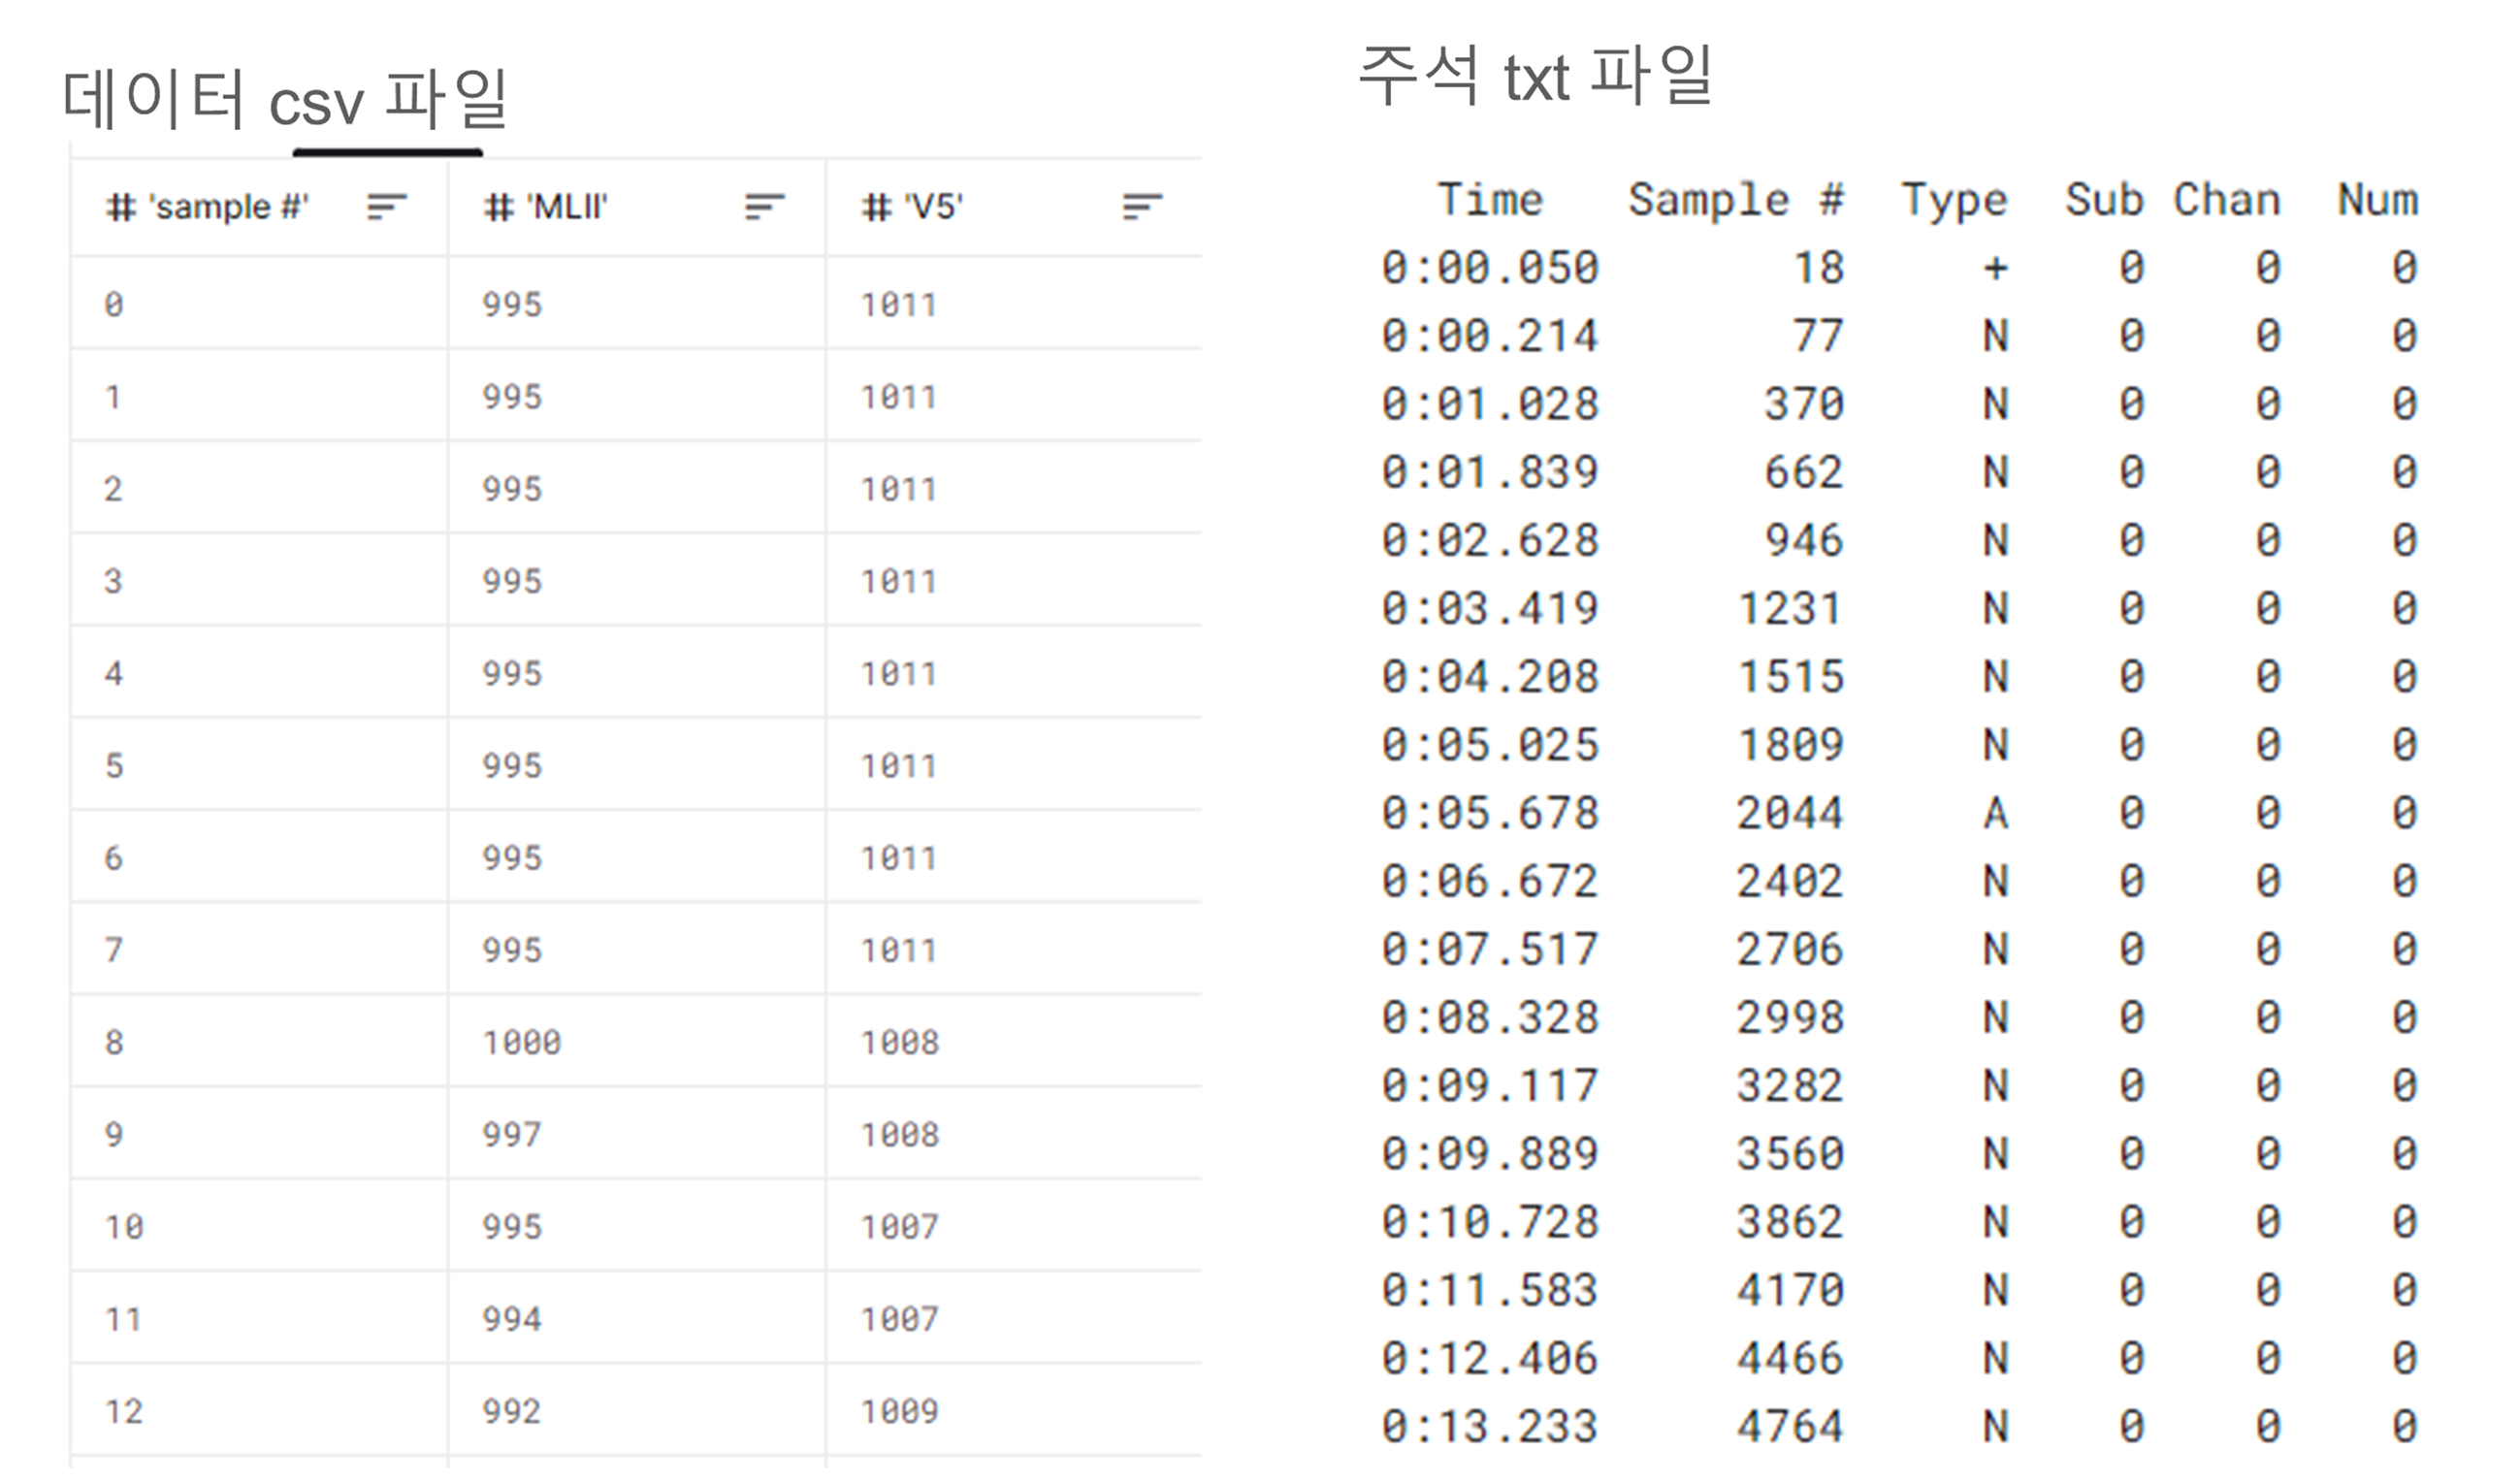 데이터 csv 파일
# 'sample #' # 'MLII' # 'V5'
0 995 1011
1 995 1011
2 995 1011
3 995 1011
4 995 1011
5 995 1011
6 995 1011
7 995 1011
8 1000 1008
9 997 1008
10 995 1007
11 994 1007
12 992 1009
주석 txt 파일
Time Sample # Type Sub Chan Num
0:00.050 18 + 0 0 0
0:00.214 77 N 0 0 0
0:01.028 370 N 0 0 0
0:01.839 662 N 0 0 0
0:02.628 946 N 0 0 0
0:03.419 1231 N 0 0 0
0:04.208 1515 N 0 0 0
0:05.025 1809 N 0 0 0
0:05.678 2044 A 0 0 0
0:06.672 2402 N 0 0 0
0:07.517 2706 N 0 0 0
0:08.328 2998 N 0 0 0
0:09.117 3282 N 0 0 0
0:09.889 3560 N 0 0 0
0:10.728 3862 N 0 0 0
0:11.583 4170 N 0 0 0
0:12.406 4466 N 0 0 0
0:13.233 4764 N 0 0 0